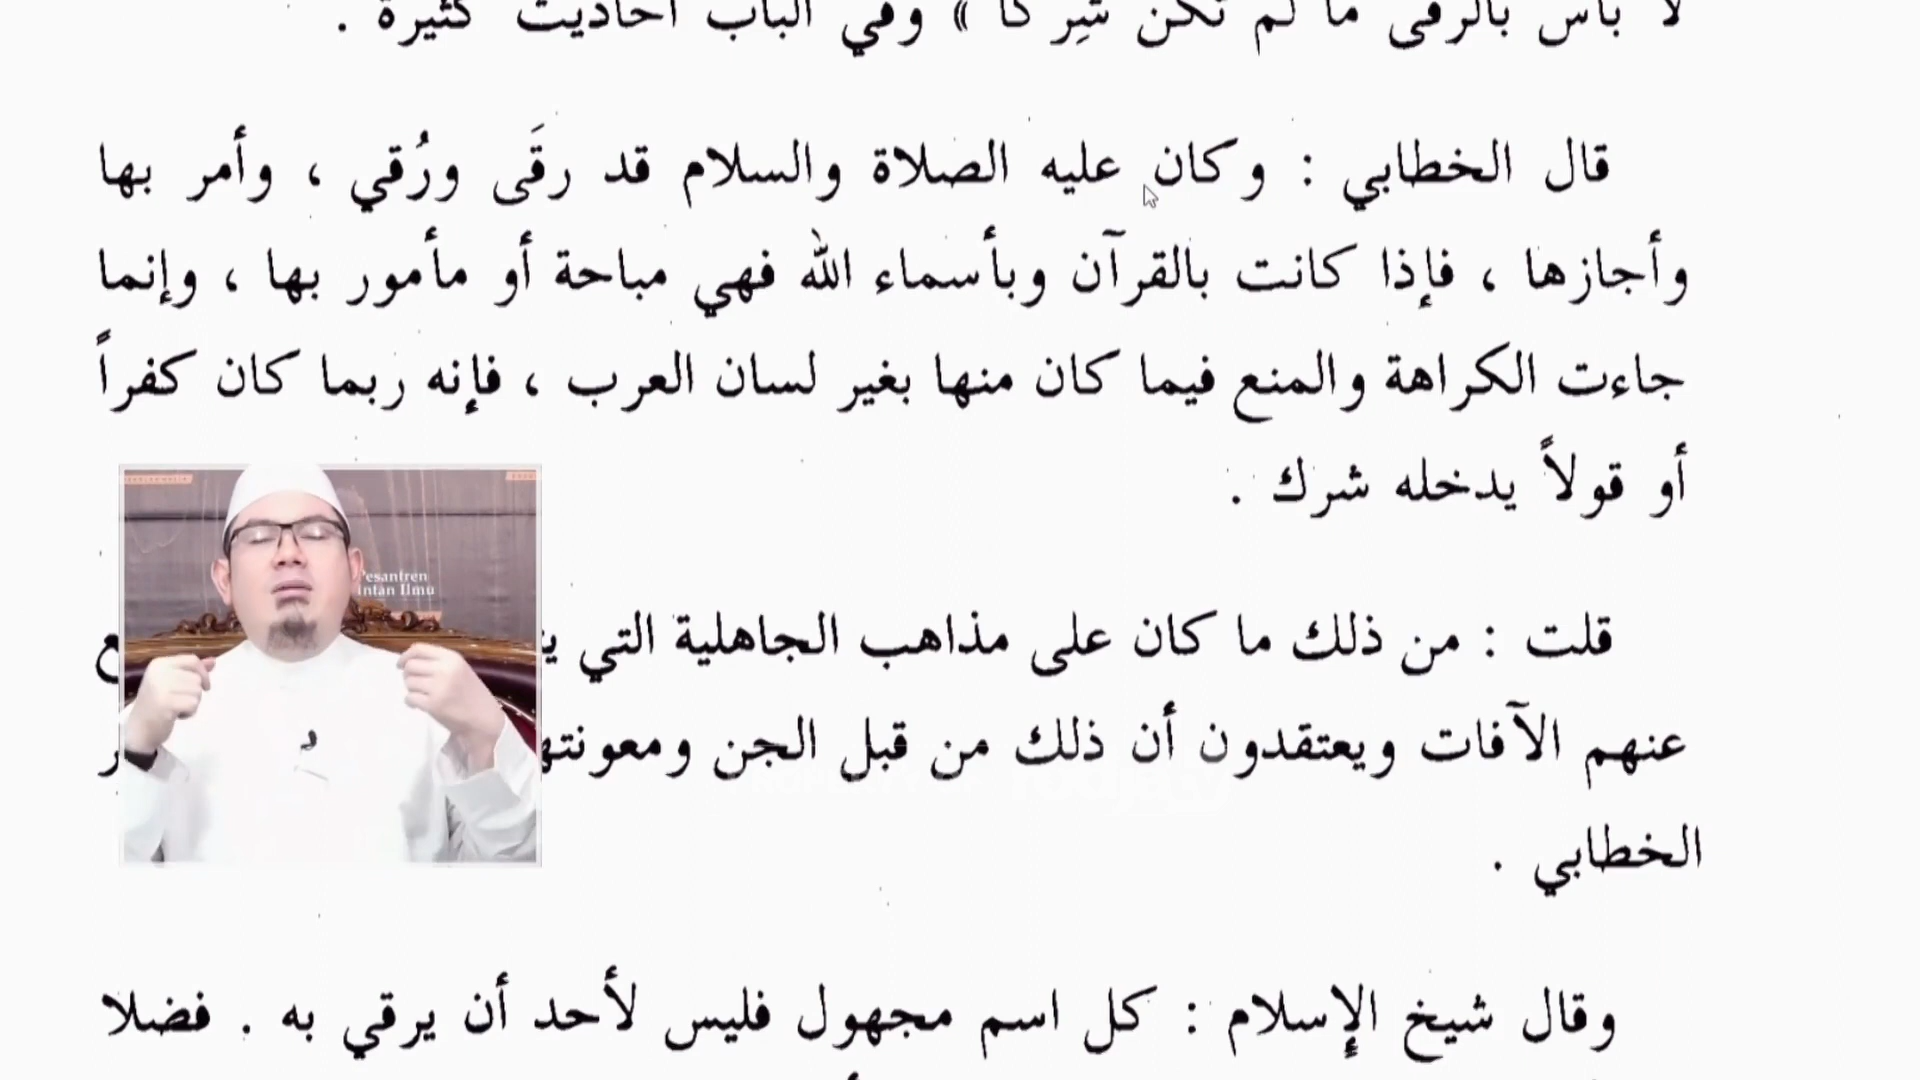 لا بأس بالرقى ما لم تكن شِركاً » وفي الباب أحاديث كثيرة .
قال الخطابي : وكان عليه الصلاة والسلام قد رقَى ورُقي ، وأمر بها
وأجازها ، فإذا كانت بالقرآن وبأسماء الله فهي مباحة أو مأمور بها ، وإنما
جاءت الكراهة والمنع فيما كان منها بغير لسان العرب ، فإنه ربما كان كفراً
أو قولاً يدخله شرك .
قلت : من ذلك ما كان على مذاهب الجاهلية التي
عنهم الآفات ويعتقدون أن ذلك من قبل الجن
الخطابي .
وقال شيخ الإسلام : كل اسم مجهول فليس لأحد أن يرقي به . فضلا
Pesantren
Intan Ilmu